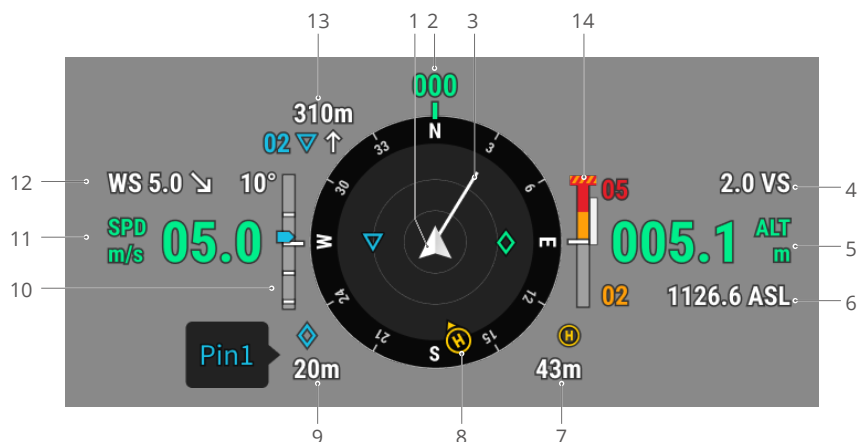 13 1 2 3 14
000
310m
02
N
33 3
30 6
12 WS 5.0 10° 05 2.0 VS 4
11 SPD m/s 05.0 W E 005.1 ALT m 5
10 24 12 02 1126.6 ASL 6
21 15
S H H
Pin1 20m 43m
9 8 7